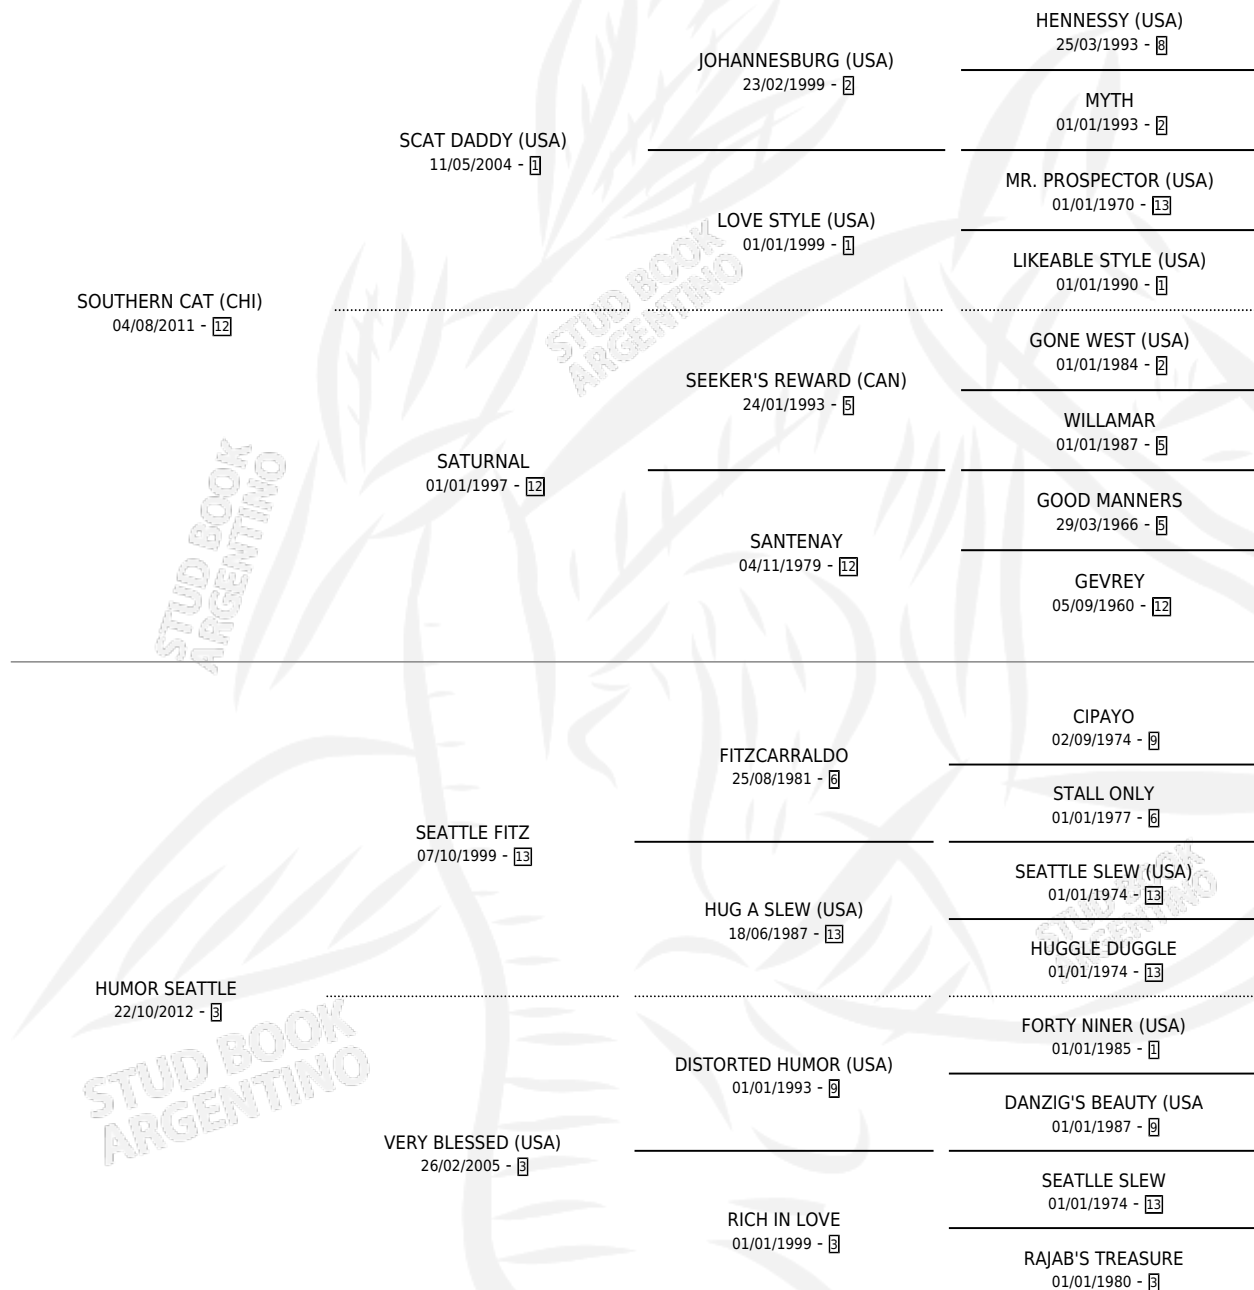 HENNESSY (USA)
25/03/1993 - 8
JOHANNESBURG (USA)
23/02/1999 - 2
MYTH
01/01/1993 - 2
SCAT DADDY (USA)
11/05/2004 - 1
MR. PROSPECTOR (USA)
01/01/1970 - 13
LOVE STYLE (USA)
01/01/1999 - 1
LIKEABLE STYLE (USA)
01/01/1990 - 1
SOUTHERN CAT (CHI)
04/08/2011 - 12
STUD BOOK
ARGENTINO
GONE WEST (USA)
01/01/1984 - 2
SEEKER'S REWARD (CAN)
24/01/1993 - 5
WILLAMAR
01/01/1987 - 5
SATURNAL
01/01/1997 - 12
GOOD MANNERS
29/03/1966 - 5
SANTENAY
04/11/1979 - 12
GEVREY
05/09/1960 - 12
STUD BOOK
ARGENTINO
CIPAYO
02/09/1974 - 9
FITZCARRALDO
25/08/1981 - 6
STALL ONLY
01/01/1977 - 6
SEATTLE FITZ
07/10/1999 - 13
SEATTLE SLEW (USA)
01/01/1974 - 13
HUG A SLEW (USA)
18/06/1987 - 13
STUD BOOK
ARGENTINO
HUGGLE DUGGLE
01/01/1974 - 13
HUMOR SEATTLE
22/10/2012 - 3
STUD BOOK
ARGENTINO
FORTY NINER (USA)
01/01/1985 - 1
DISTORTED HUMOR (USA)
01/01/1993 - 9
DANZIG'S BEAUTY (USA
01/01/1987 - 9
VERY BLESSED (USA)
26/02/2005 - 3
SEATLLE SLEW
01/01/1974 - 13
RICH IN LOVE
01/01/1999 - 3
RAJAB'S TREASURE
01/01/1980 - 3